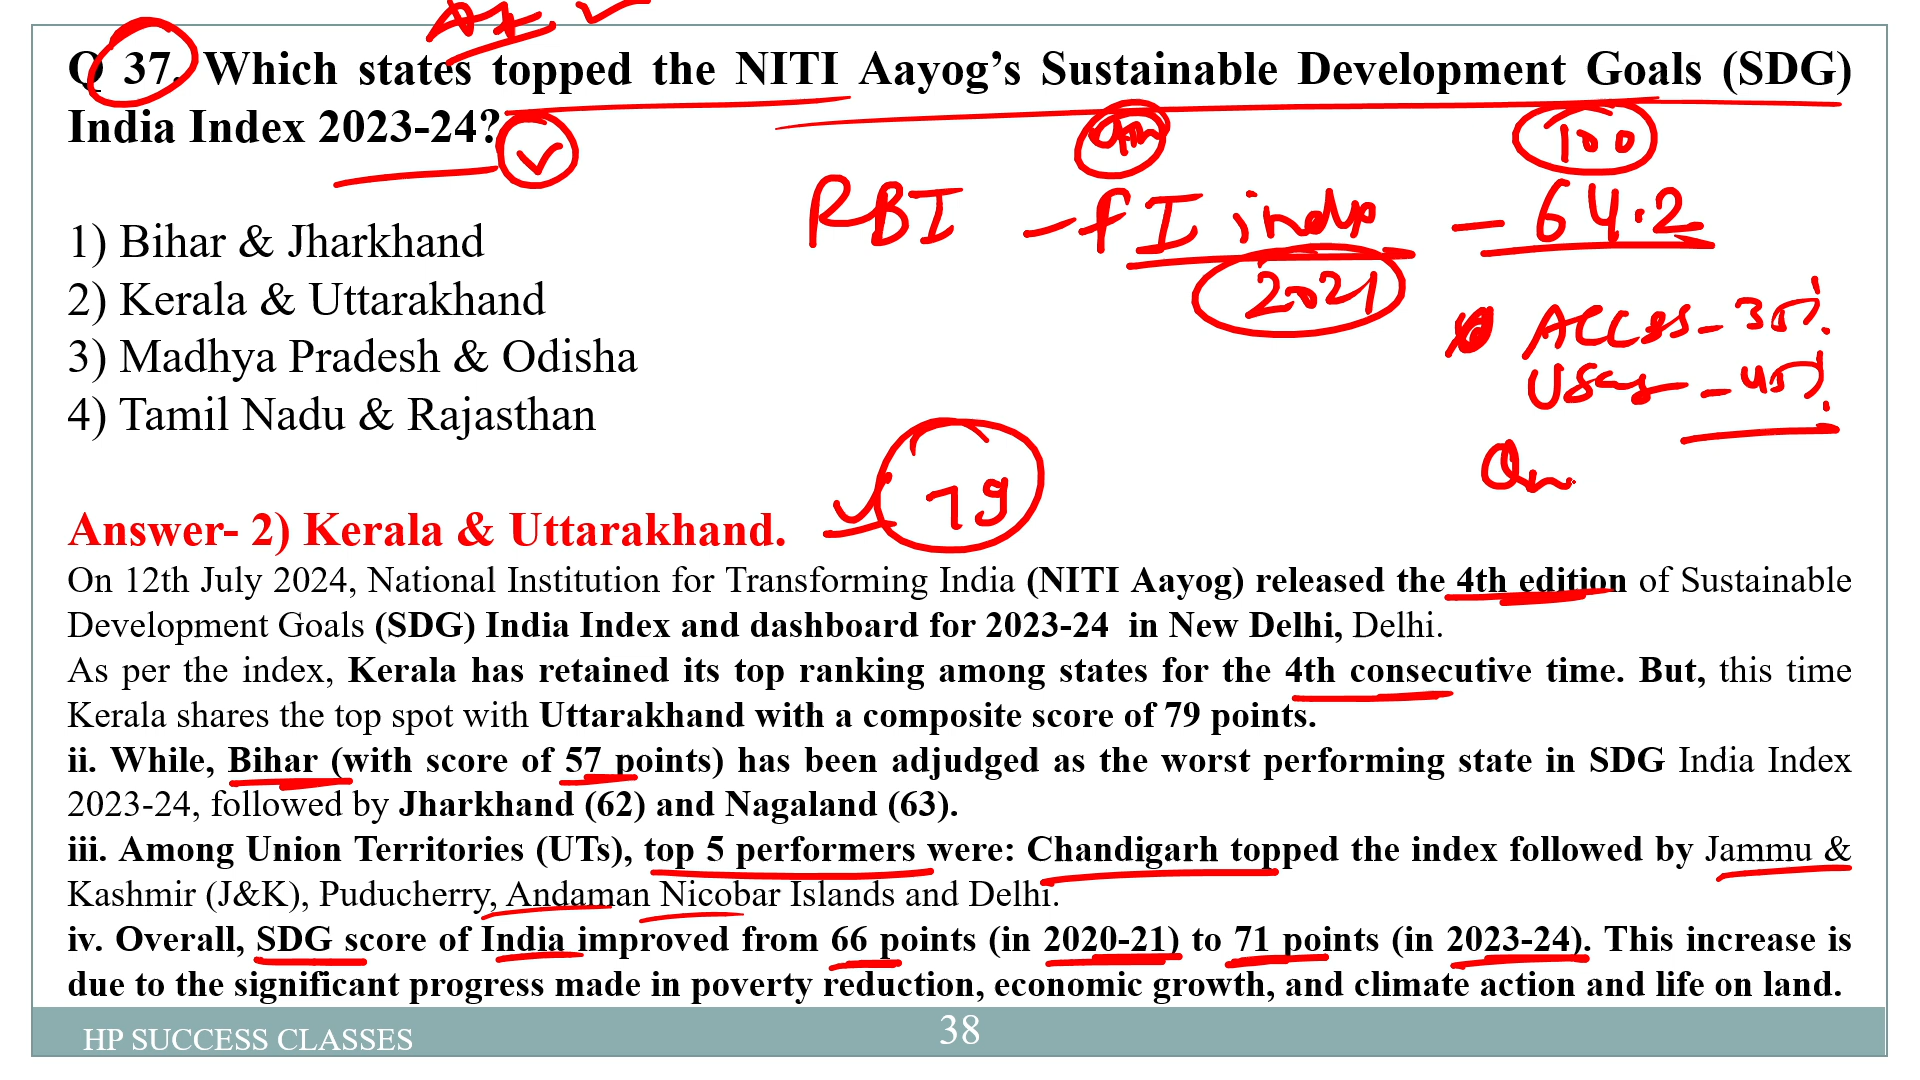 Q 37. Which states topped the NITI Aayog’s Sustainable Development Goals (SDG)
India Index 2023-24?
100
RBI - FI index - 64.2
2021
1) Bihar & Jharkhand
2) Kerala & Uttarakhand
3) Madhya Pradesh & Odisha
4) Tamil Nadu & Rajasthan
Access - 35%
Usage - 45%
79
Answer- 2) Kerala & Uttarakhand.
On 12th July 2024, National Institution for Transforming India (NITI Aayog) released the 4th edition of Sustainable
Development Goals (SDG) India Index and dashboard for 2023-24 in New Delhi, Delhi.
As per the index, Kerala has retained its top ranking among states for the 4th consecutive time. But, this time
Kerala shares the top spot with Uttarakhand with a composite score of 79 points.
ii. While, Bihar (with score of 57 points) has been adjudged as the worst performing state in SDG India Index
2023-24, followed by Jharkhand (62) and Nagaland (63).
iii. Among Union Territories (UTs), top 5 performers were: Chandigarh topped the index followed by Jammu &
Kashmir (J&K), Puducherry, Andaman Nicobar Islands and Delhi.
iv. Overall, SDG score of India improved from 66 points (in 2020-21) to 71 points (in 2023-24). This increase is
due to the significant progress made in poverty reduction, economic growth, and climate action and life on land.
HP SUCCESS CLASSES
38